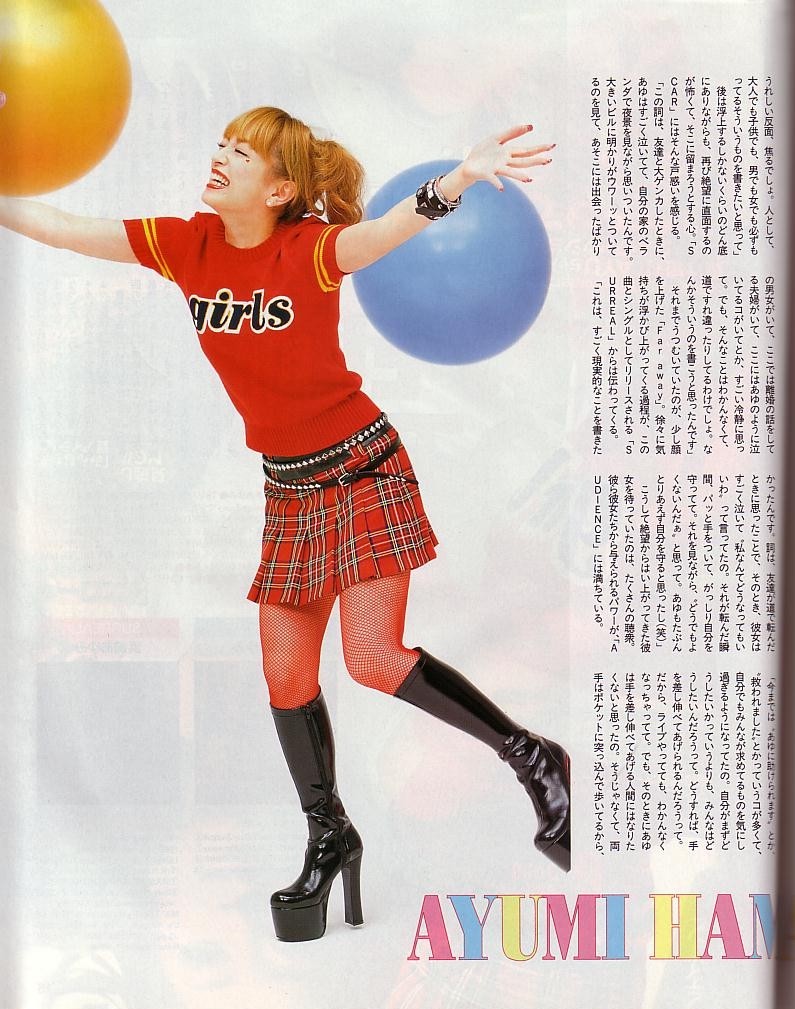 girls
うれしい反面、焦るでしょ。人として、
大人でも子供でも、男でも女でも必ずも
ってるそういうものを書きたいと思って」
後は浮上するしかないくらいのどん底
にありながらも、再び絶望に直面するの
が怖くて、そこに留まろうとする心。「S
CAR」にはそんな戸惑いを感じる。
「この詞は、友達と大ゲンカしたときに、
あゆはすごく泣いてて、自分の家のベラ
ンダで夜景を見ながら思いついたんです。
大きいビルに明かりがウワーッとついて
るのを見て、あそこには出会ったばかり
の男女がいて、ここでは離婚の話をして
る夫婦がいて、ここにはあゆのように泣
いてるコがいてとか、すごい冷静に思っ
て。でも、そんなことはわかんなくて、
道ですれ違ったりしてるわけでしょ。な
んかそういうのを書こうと思ったんです」
それまでうつむいていたのが、少し顔
を上げた「Far away」。徐々に気
持ちが浮かび上がってくる過程が、この
曲とシングルとしてリリースされる「S
URREAL」からは伝わってくる。
「これは、すごく現実的なことを書きた
かったんです。詞は、友達が道で転んだ
ときに思ったことで、そのとき、彼女は
すごく泣いて〝私なんてどうなってもい
いわ〟って言ってたの。それが転んだ瞬
間、パッと手をついて、がっしり自分を
守ってて。それを見ながら、〝どうでもよ
くないんだぁ〟と思って。あゆもたぶん
とりあえず自分を守ると思ったし（笑）」
こうして絶望からはい上がってきた彼
女を待っていたのは、たくさんの聴衆。
彼ら彼女たちから与えられるパワーが、「A
UDIENCE」には満ちている。
「今までは〝あゆに助けられます〟とか、
〝救われました〟とかっていうコが多くて、
自分でもみんなが求めてるものを気にし
過ぎるようになってたの。自分がまずど
うしたいかっていうよりも、みんなはど
うしたいんだろうって。どうすれば、手
を差し伸べてあげられるんだろうって。
だから、ライブやってても、わかんなく
なっちゃってて。でも、そのときにあゆ
は手を差し伸べてあげる人間にはなりた
くないと思ったの。そうじゃなくて、両
手はポケットに突っ込んで歩いてるから、
AYUMI HAM